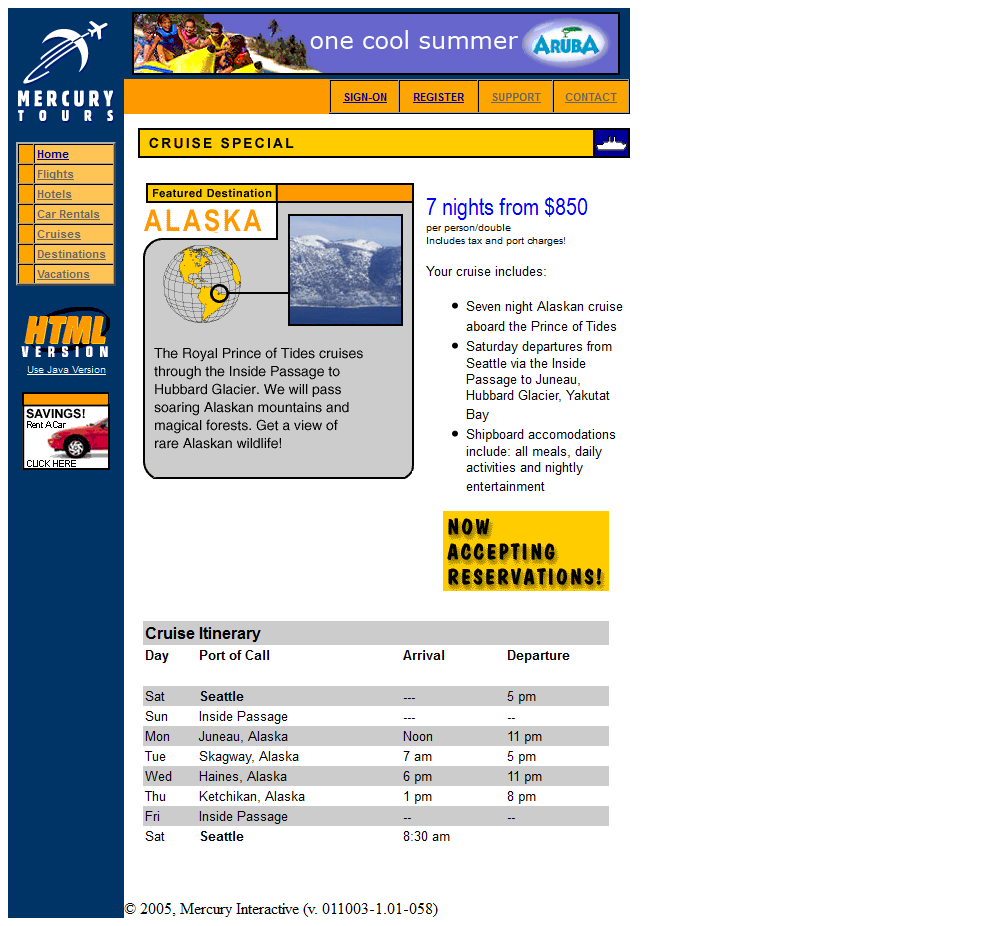 one cool summer ARUBA
MERCURY
TOURS
SIGN-ON REGISTER SUPPORT CONTACT
CRUISE SPECIAL
Home
Flights
Hotels
Car Rentals
Cruises
Destinations
Vacations
HTML
VERSION
Use Java Version
SAVINGS!
Rent A Car
CLICK HERE
Featured Destination
ALASKA
The Royal Prince of Tides cruises
through the Inside Passage to
Hubbard Glacier. We will pass
soaring Alaskan mountains and
magical forests. Get a view of
rare Alaskan wildlife!
7 nights from $850
per person/double
Includes tax and port charges!
Your cruise includes:
Seven night Alaskan cruise
aboard the Prince of Tides
Saturday departures from
Seattle via the Inside
Passage to Juneau,
Hubbard Glacier, Yakutat
Bay
Shipboard accomodations
include: all meals, daily
activities and nightly
entertainment
NOW
ACCEPTING
RESERVATIONS!
Cruise Itinerary
Day Port of Call Arrival Departure
Sat Seattle --- 5 pm
Sun Inside Passage --- --
Mon Juneau, Alaska Noon 11 pm
Tue Skagway, Alaska 7 am 5 pm
Wed Haines, Alaska 6 pm 11 pm
Thu Ketchikan, Alaska 1 pm 8 pm
Fri Inside Passage -- --
Sat Seattle 8:30 am
© 2005, Mercury Interactive (v. 011003-1.01-058)